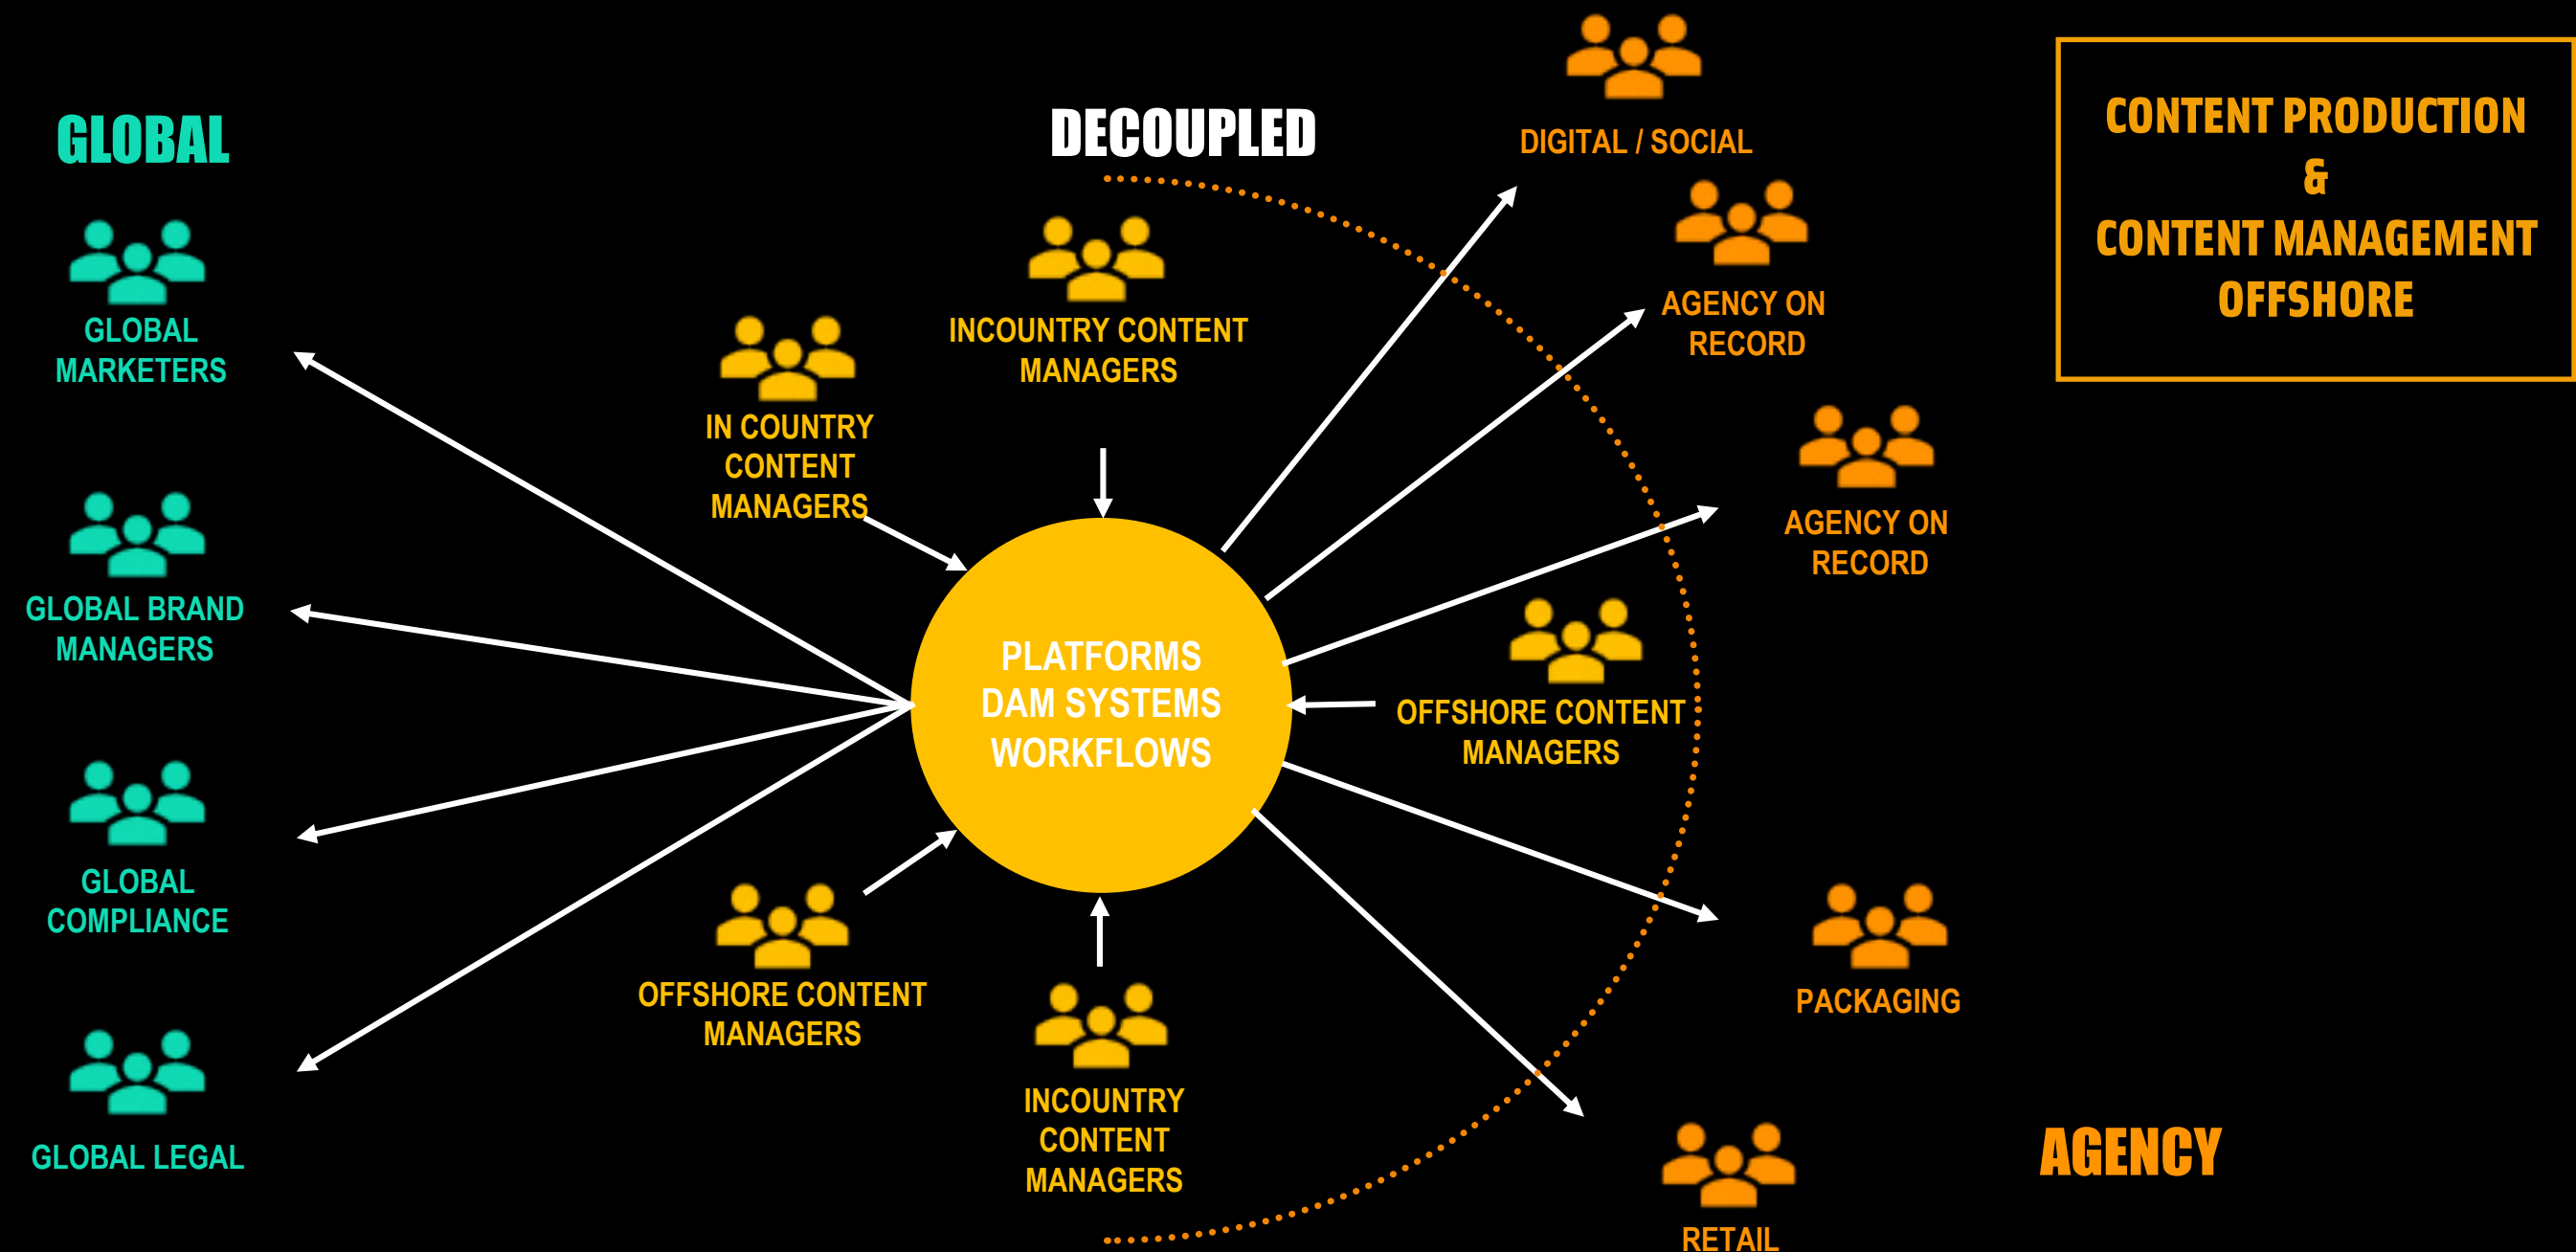 GLOBAL
GLOBAL
MARKETERS
GLOBAL BRAND
MANAGERS
GLOBAL
COMPLIANCE
GLOBAL LEGAL
DECOUPLED
IN COUNTRY
CONTENT
MANAGERS
INCOUNTRY CONTENT
MANAGERS
PLATFORMS
DAM SYSTEMS
WORKFLOWS
OFFSHORE CONTENT
MANAGERS
OFFSHORE CONTENT
MANAGERS
INCOUNTRY
CONTENT
MANAGERS
DIGITAL / SOCIAL
AGENCY ON
RECORD
AGENCY ON
RECORD
PACKAGING
RETAIL
AGENCY
CONTENT PRODUCTION
&
CONTENT MANAGEMENT
OFFSHORE